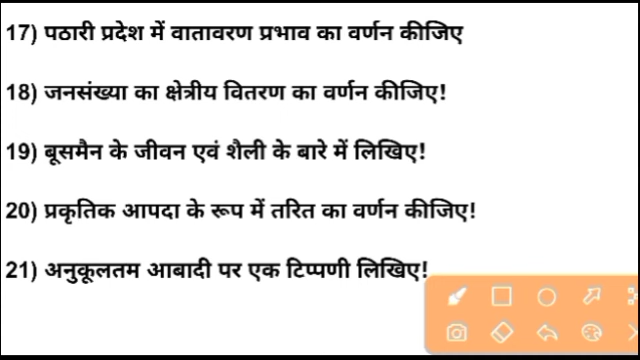 17) पठारी प्रदेश में वातावरण प्रभाव का वर्णन कीजिए
18) जनसंख्या का क्षेत्रीय वितरण का वर्णन कीजिए!
19) बूसमैन के जीवन एवं शैली के बारे में लिखिए!
20) प्रकृतिक आपदा के रूप में तरित का वर्णन कीजिए!
21) अनुकूलतम आबादी पर एक टिप्पणी लिखिए!